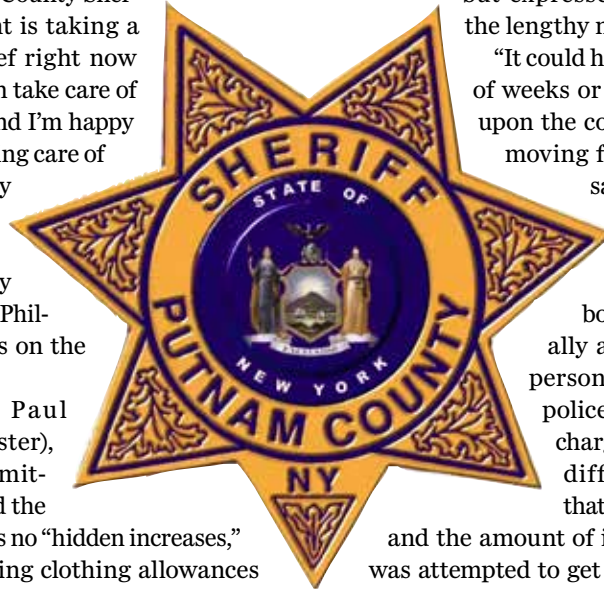 County Sher-
nt is taking a
ef right now
n take care of
nd I'm happy
ing care of
y
y
Phil-
s on the
Paul
ster),
mit-
d the
s no “hidden increases,”
ing clothing allowances
SHERIFF
STATE OF
NEW YORK
PUTNAM COUNTY
NY
but expresse
the lengthy
“It could h
of weeks or
upon the co
moving f
sa
bo
ally a
person
police
charg
diff
that
and the amount of i
was attempted to get